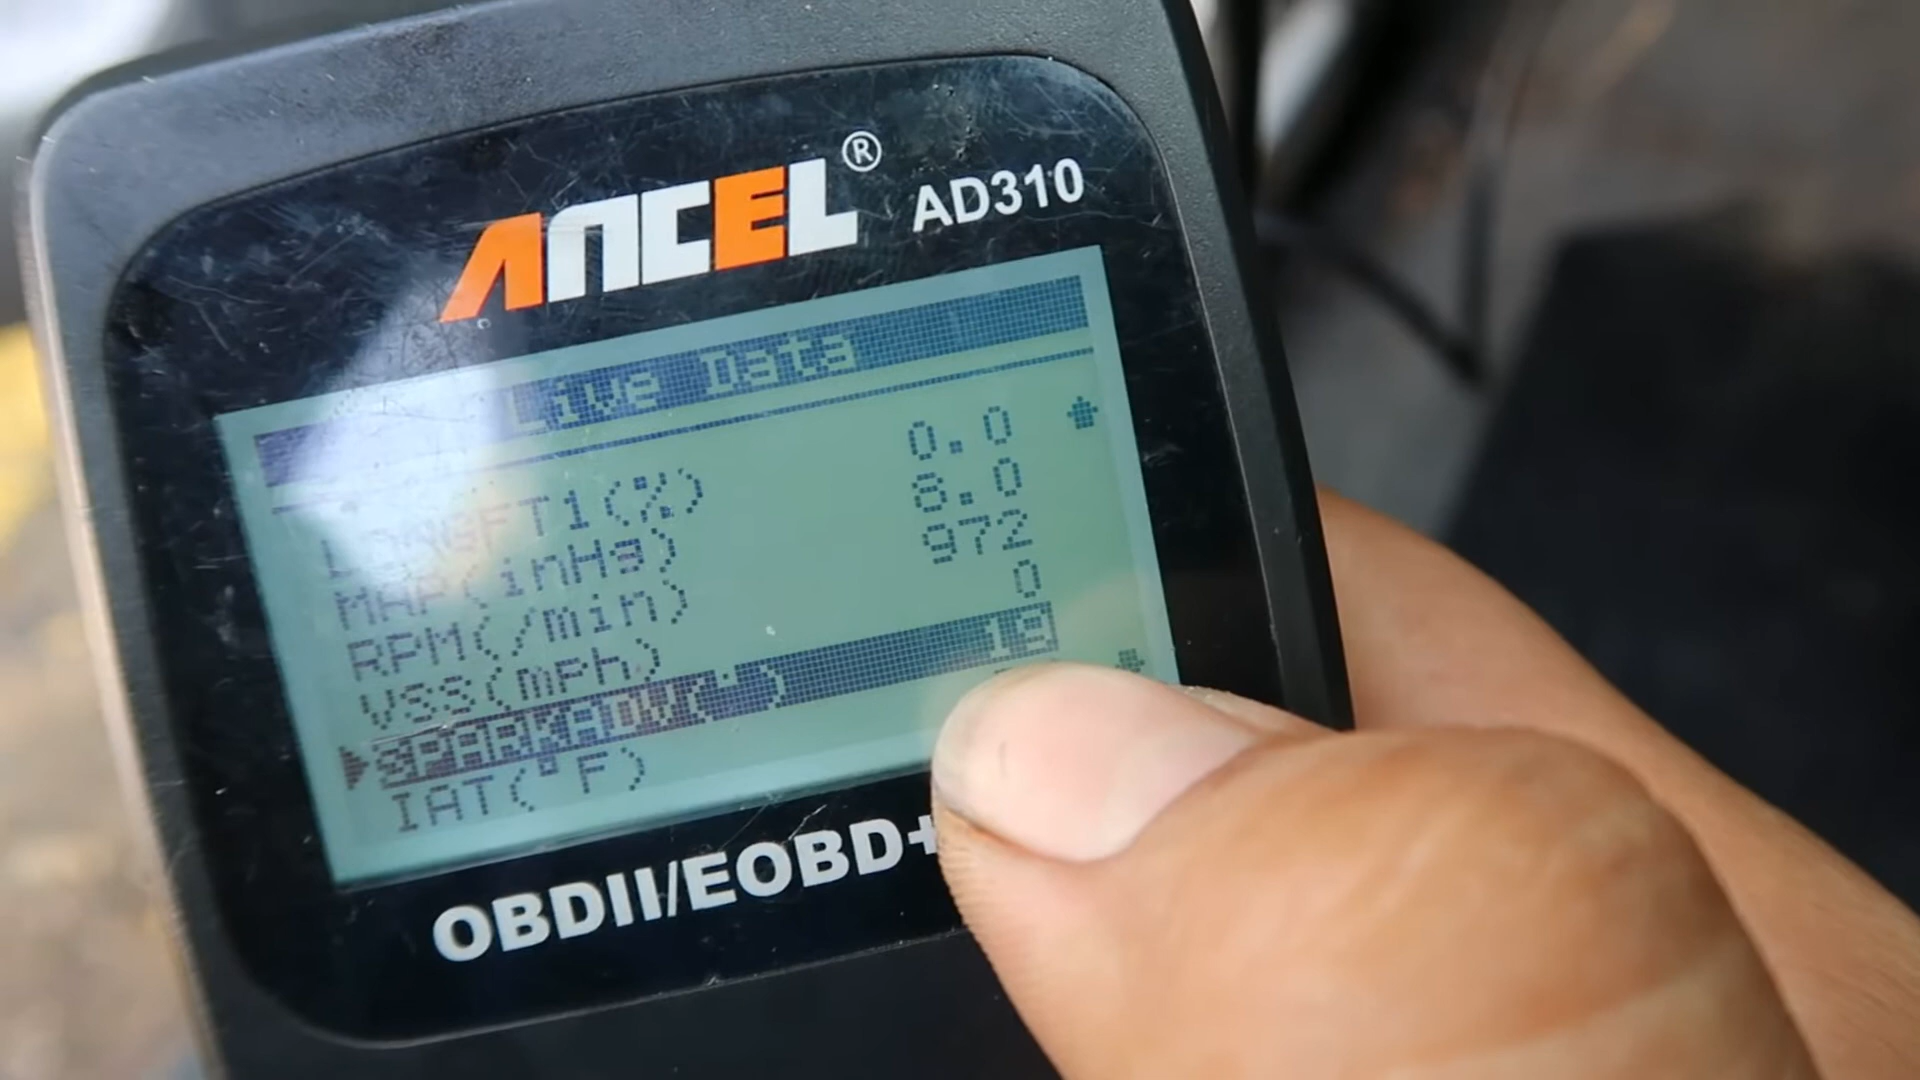 ANCEL® AD310
Live Data
LONGFT1(%) 0.0
MAP(inHg) 8.0
RPM(/min) 972
VSS(mph) 0
SPARKADV(°) 19
IAT(°F)
OBDII/EOBD+